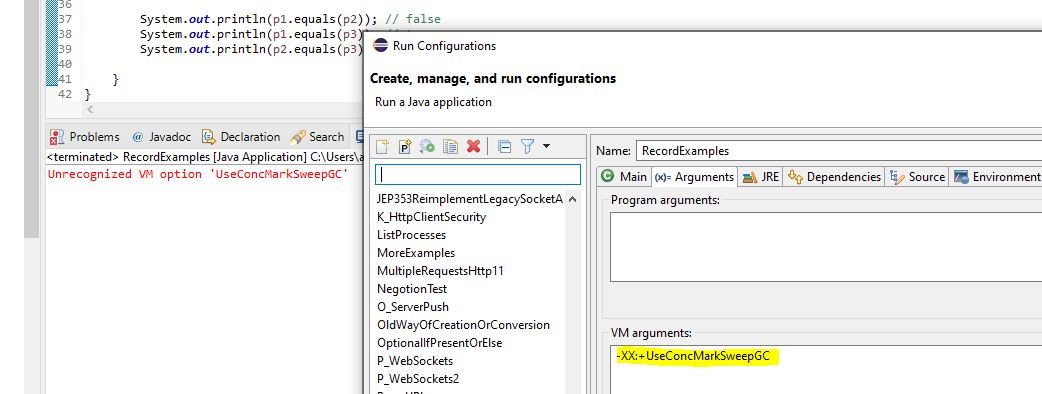 36
37 System.out.println(p1.equals(p2)); // false
38 System.out.println(p1.equals(p3)
39 System.out.println(p2.equals(p3)
40
41 }
42 }
Problems @ Javadoc Declaration Search
<terminated> RecordExamples [Java Application] C:\Users\a
Unrecognized VM option 'UseConcMarkSweepGC'
Run Configurations
Create, manage, and run configurations
Run a Java application
JEP353ReimplementLegacySocketA
K_HttpClientSecurity
ListProcesses
MoreExamples
MultipleRequestsHttp11
NegotionTest
O_ServerPush
OldWayOfCreationOrConversion
OptionalIfPresentOrElse
P_WebSockets
P_WebSockets2
Name: RecordExamples
Main (x)= Arguments JRE Dependencies Source Environment
Program arguments:
VM arguments:
-XX:+UseConcMarkSweepGC